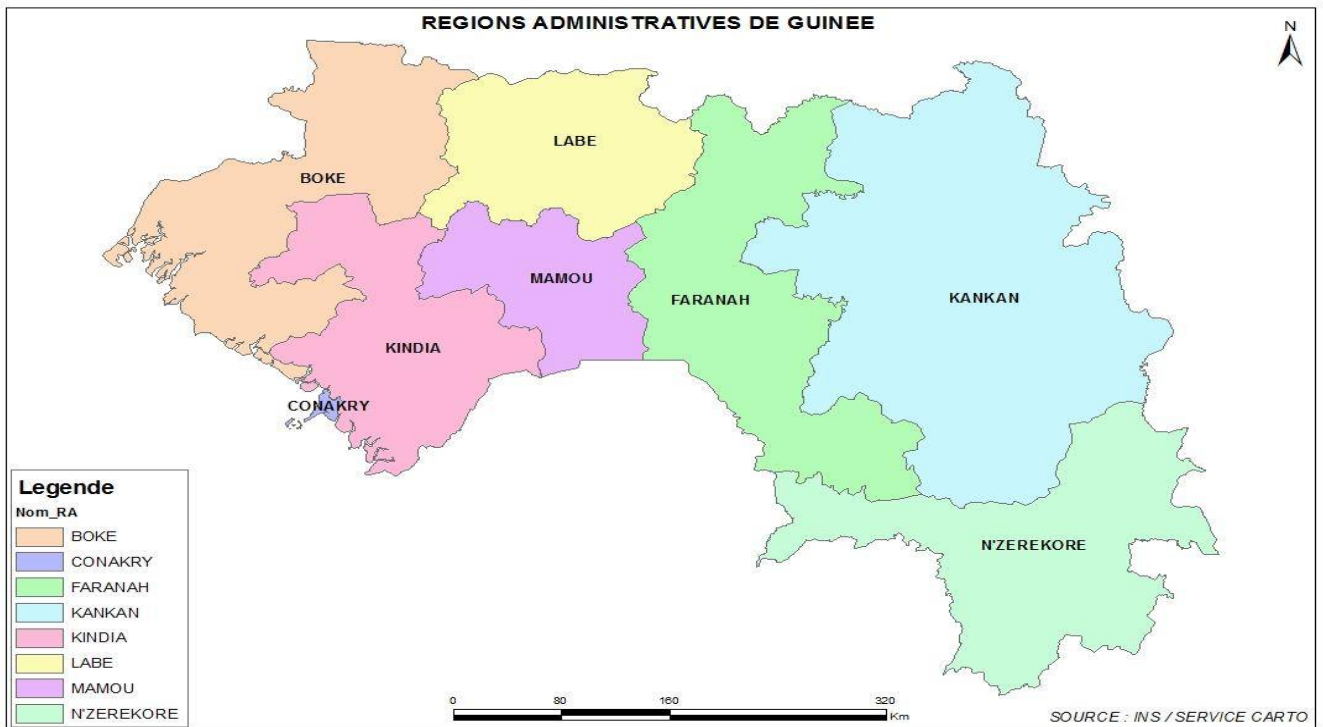 REGIONS ADMINISTRATIVES DE GUINEE
N
LABE
BOKE
MAMOU
FARANAH
KANKAN
KINDIA
CONAKRY
N'ZEREKORE
Legende
Nom_RA
BOKE
CONAKRY
FARANAH
KANKAN
KINDIA
LABE
MAMOU
N'ZEREKORE
0 80 160 320
Km
SOURCE : INS / SERVICE CARTO